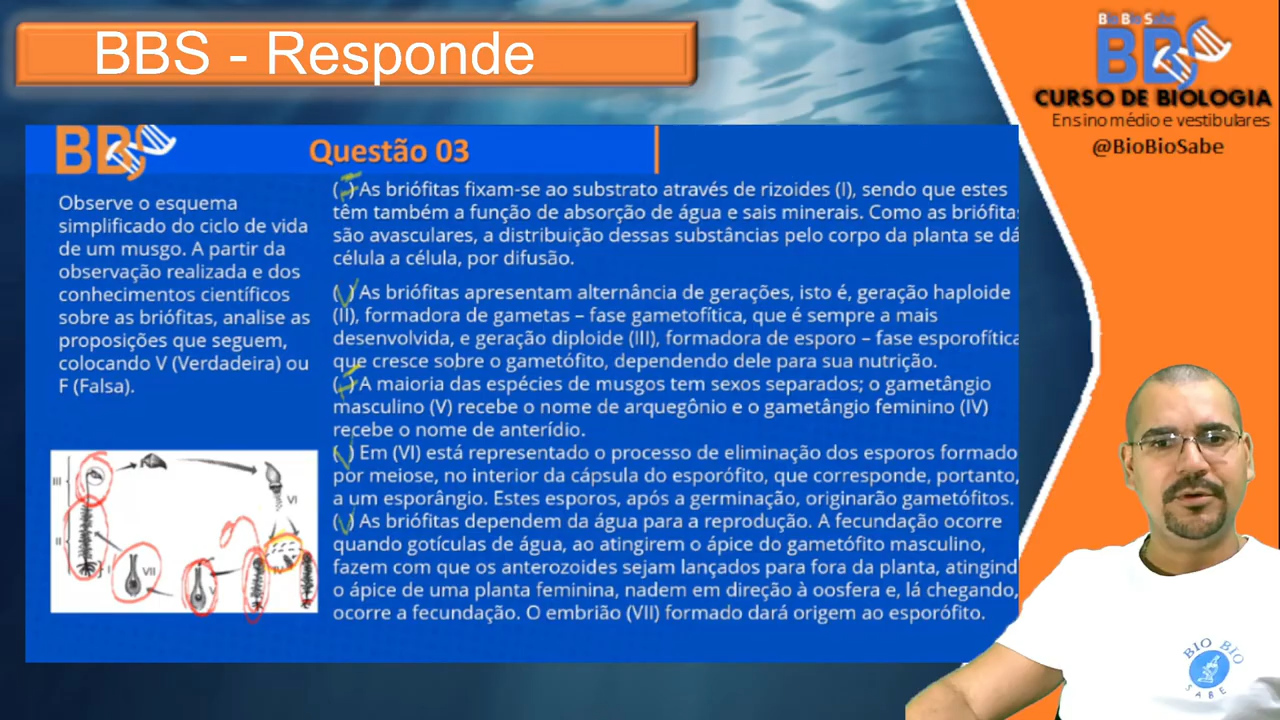 BBS - Responde
Bio Bio Sabe
BBS
CURSO DE BIOLOGIA
Ensino médio e vestibulares
@BioBioSabe
BBS
Questão 03
Observe o esquema
simplificado do ciclo de vida
de um musgo. A partir da
observação realizada e dos
conhecimentos científicos
sobre as briófitas, analise as
proposições que seguem,
colocando V (Verdadeira) ou
F (Falsa).
(F) As briófitas fixam-se ao substrato através de rizoides (I), sendo que estes
têm também a função de absorção de água e sais minerais. Como as briófitas
são avasculares, a distribuição dessas substâncias pelo corpo da planta se dá
célula a célula, por difusão.
(V) As briófitas apresentam alternância de gerações, isto é, geração haploide
(II), formadora de gametas – fase gametofítica, que é sempre a mais
desenvolvida, e geração diploide (III), formadora de esporo – fase esporofítica
que cresce sobre o gametófito, dependendo dele para sua nutrição.
(F) A maioria das espécies de musgos tem sexos separados; o gametângio
masculino (V) recebe o nome de arquegônio e o gametângio feminino (IV)
recebe o nome de anterídio.
(V) Em (VI) está representado o processo de eliminação dos esporos formado
por meiose, no interior da cápsula do esporófito, que corresponde, portanto,
a um esporângio. Estes esporos, após a germinação, originarão gametófitos.
(V) As briófitas dependem da água para a reprodução. A fecundação ocorre
quando gotículas de água, ao atingirem o ápice do gametófito masculino,
fazem com que os anterozoides sejam lançados para fora da planta, atingind
o ápice de uma planta feminina, nadem em direção à oosfera e, lá chegando,
ocorre a fecundação. O embrião (VII) formado dará origem ao esporófito.
III
VI
II
I
VII
V
IV
BIO BIO
SABE